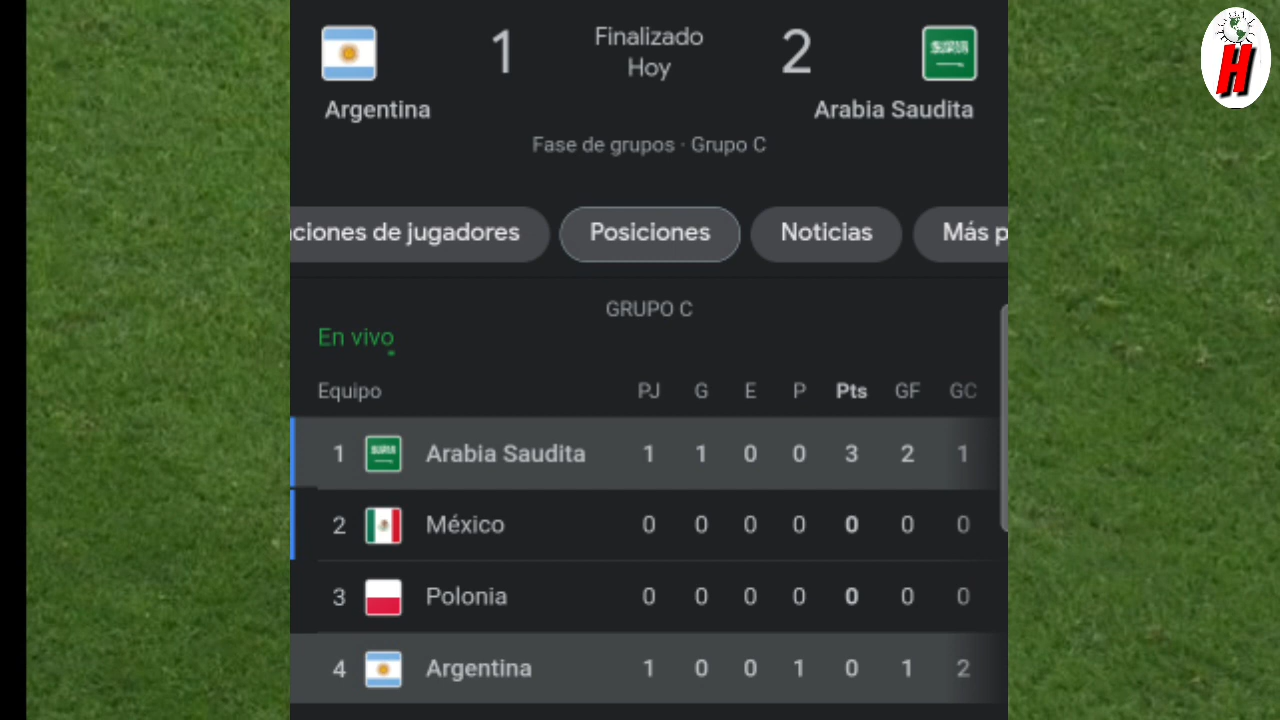 1 Finalizado 2
Hoy
Argentina Arabia Saudita
Fase de grupos · Grupo C
ciones de jugadores Posiciones Noticias Más p
GRUPO C
En vivo
Equipo PJ G E P Pts GF GC
1 Arabia Saudita 1 1 0 0 3 2 1
2 México 0 0 0 0 0 0 0
3 Polonia 0 0 0 0 0 0 0
4 Argentina 1 0 0 1 0 1 2
H